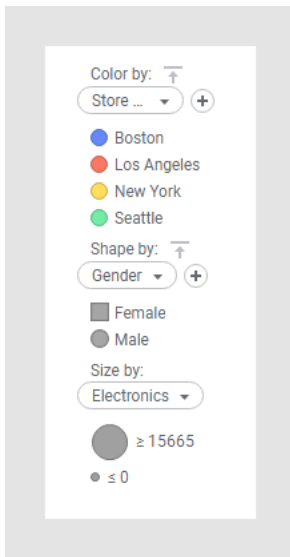 Color by:
Store ...
Boston
Los Angeles
New York
Seattle
Shape by:
Gender
Female
Male
Size by:
Electronics
≥ 15665
≤ 0